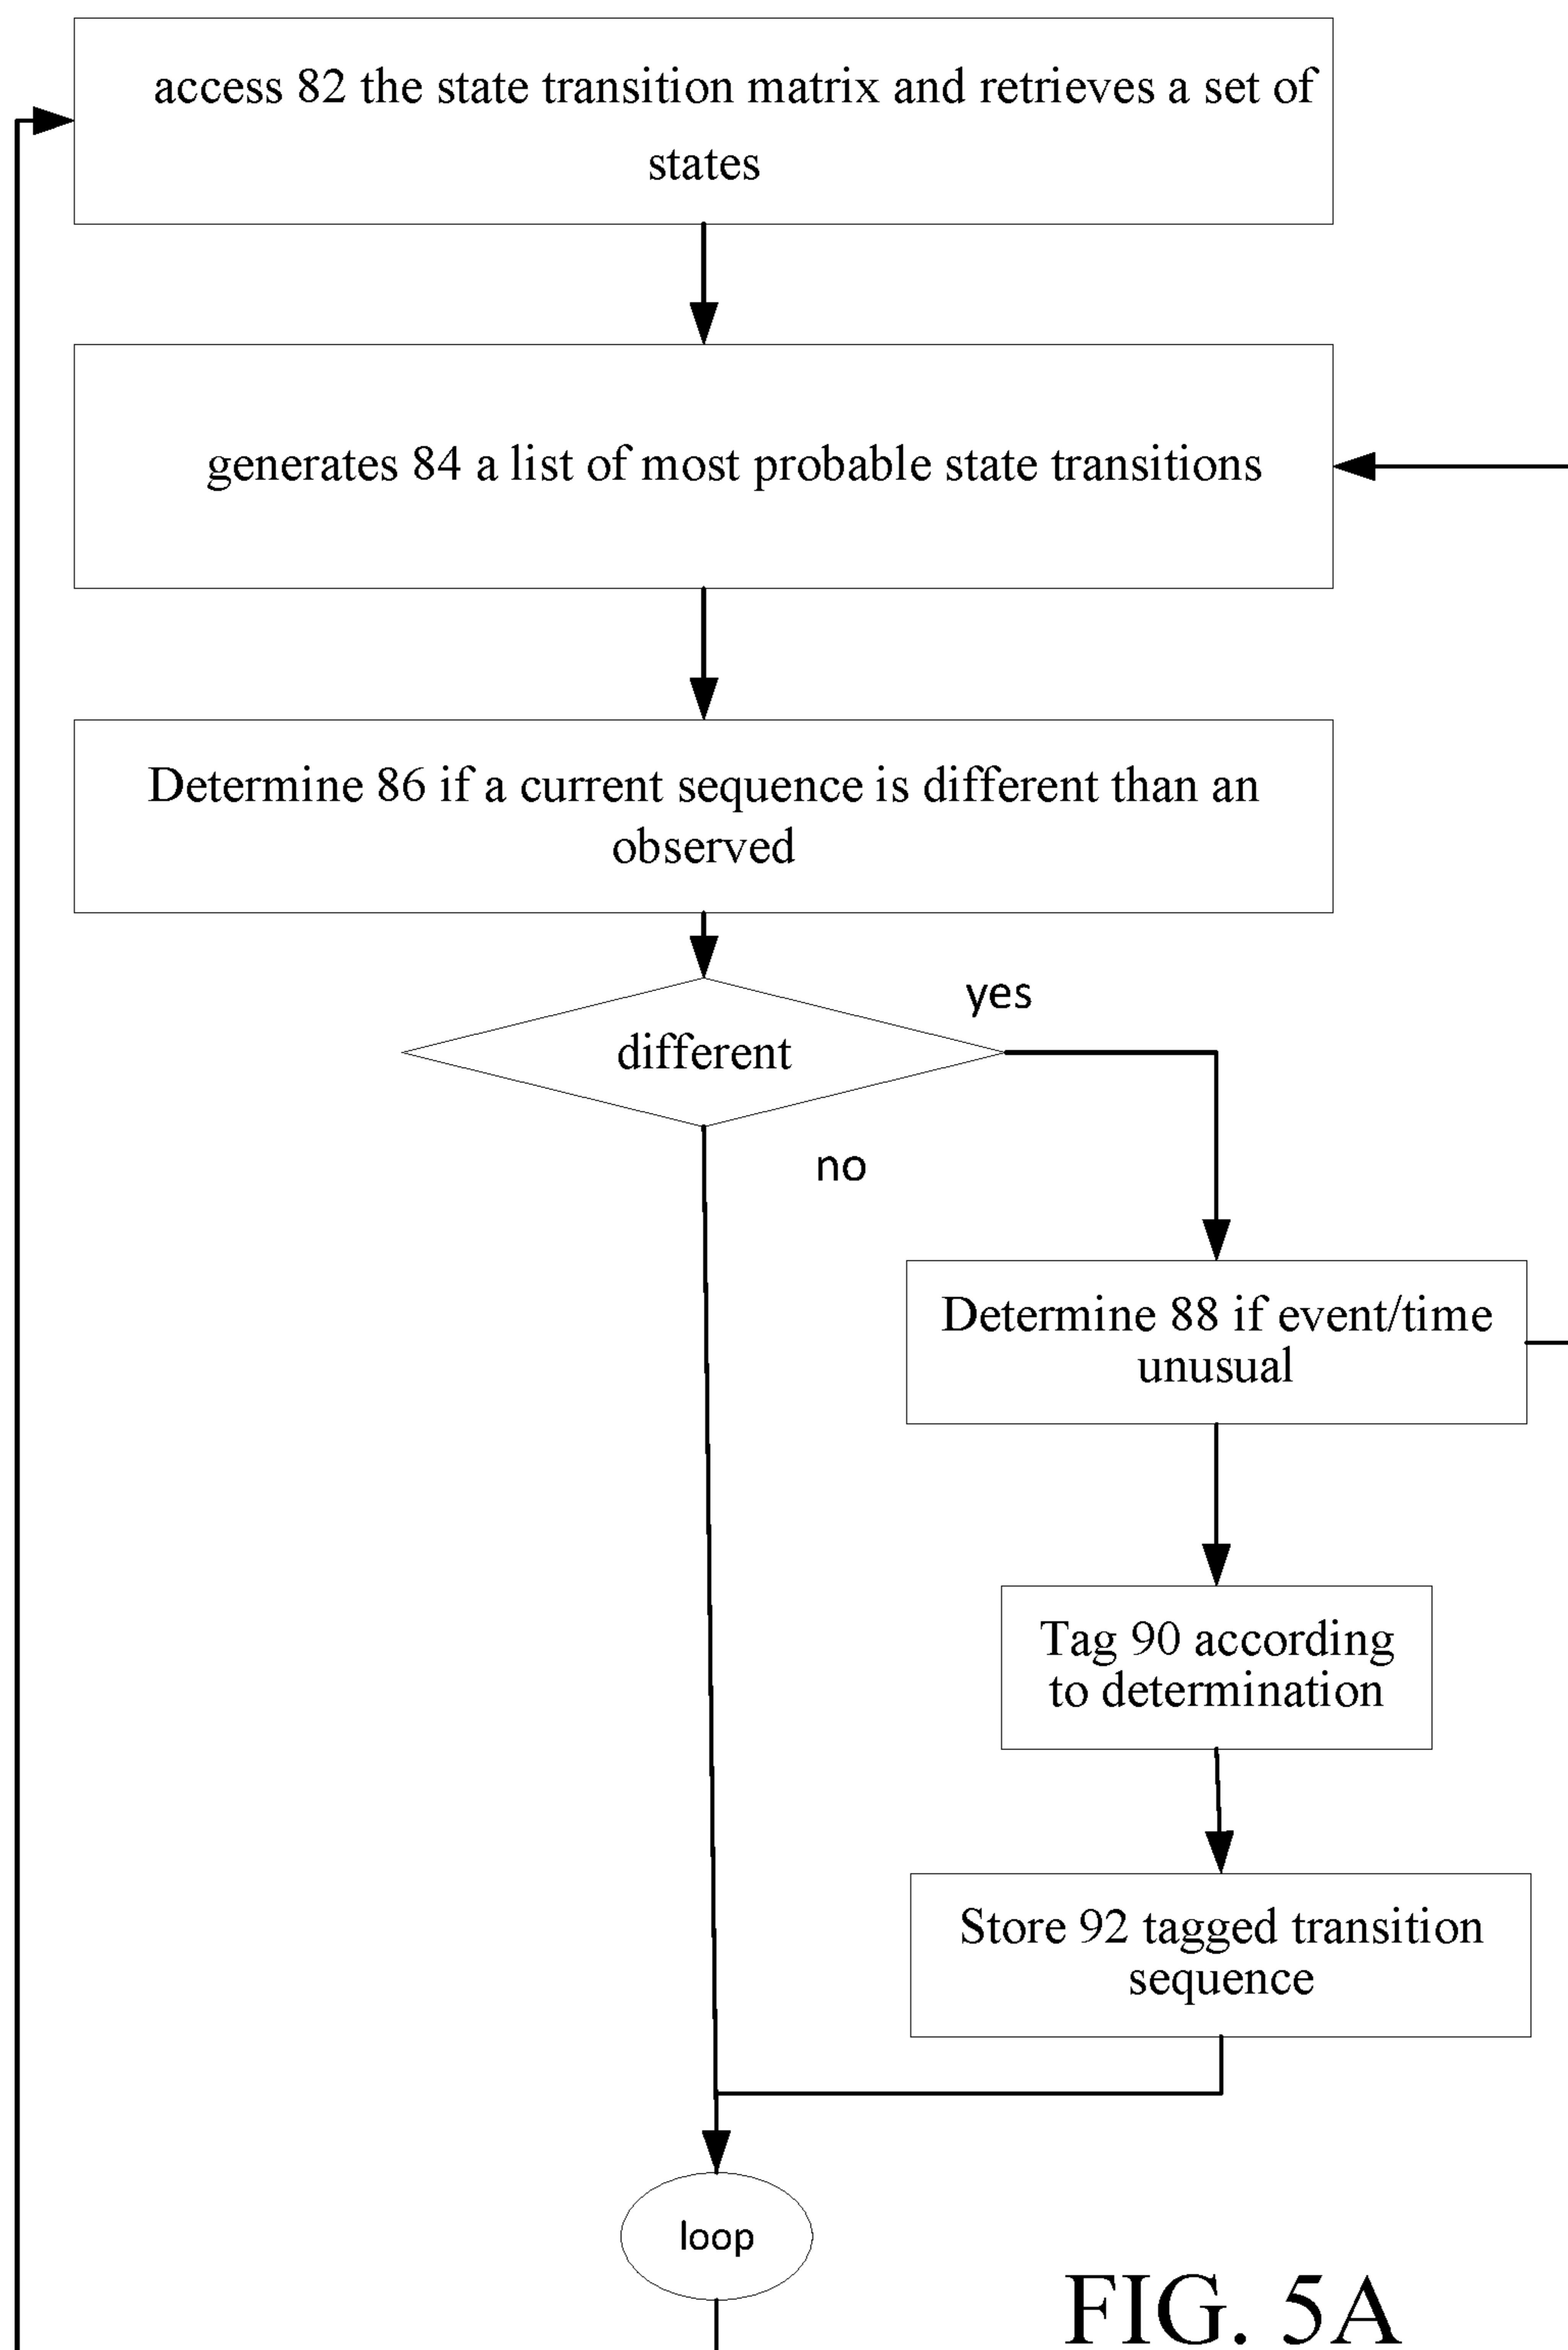 access 82 the state transition matrix and retrieves a set of
states
generates 84 a list of most probable state transitions
Determine 86 if a current sequence is different than an
observed
different
yes
no
Determine 88 if event/time
unusual
Tag 90 according
to determination
Store 92 tagged transition
sequence
loop
FIG. 5A